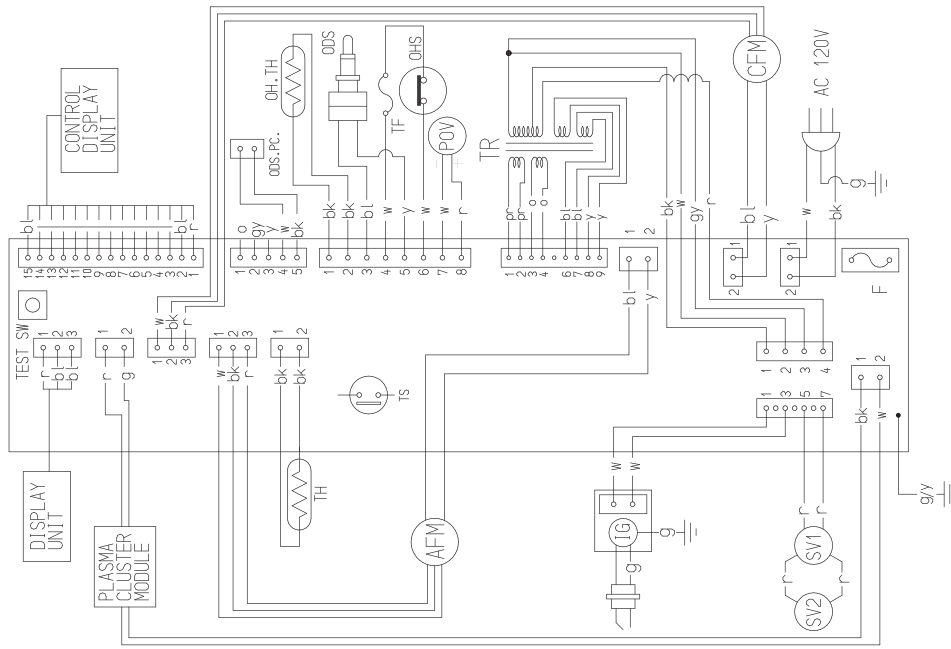 CONTROL
DISPLAY
UNIT
OH.TH
ODS
ODS.PC.
TF
OHS
POV
TR
CFM
AC 120V
bl
bl
r
15
14
13
12
11
10
9
8
7
6
5
4
3
2
1
o
gy
y
w
bk
1
2
3
4
5
bk
bk
bl
w
y
w
w
r
1
2
3
4
5
6
7
8
pr
pr
o
o
bl
bl
y
y
1
2
3
4
6
7
8
9
1
2
bl
y
bk
w
gy
r
bl
y
1
2
w
bk
g
1
2
F
TEST SW
1
2
3
r
bl
bl
1
2
r
g
w
bk
r
1
2
3
1
2
3
w
bk
r
1
2
bk
bk
TS
1
2
3
4
1
3
5
7
1
2
bk
w
DISPLAY
UNIT
PLASMA
CLUSTER
MODULE
TH
AFM
w
w
IG
g
g
r
r
SV1
r
r
SV2
g/y